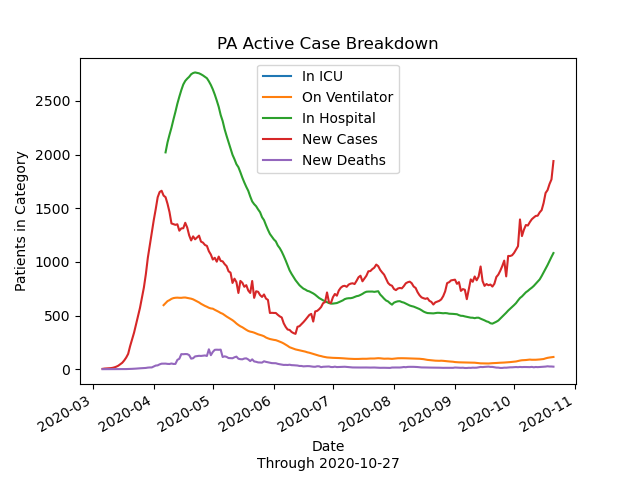 PA Active Case Breakdown
In ICU
On Ventilator
In Hospital
New Cases
New Deaths
Patients in Category
2500
2000
1500
1000
500
0
2020-03
2020-04
2020-05
2020-06
2020-07
2020-08
2020-09
2020-10
2020-11
Date
Through 2020-10-27